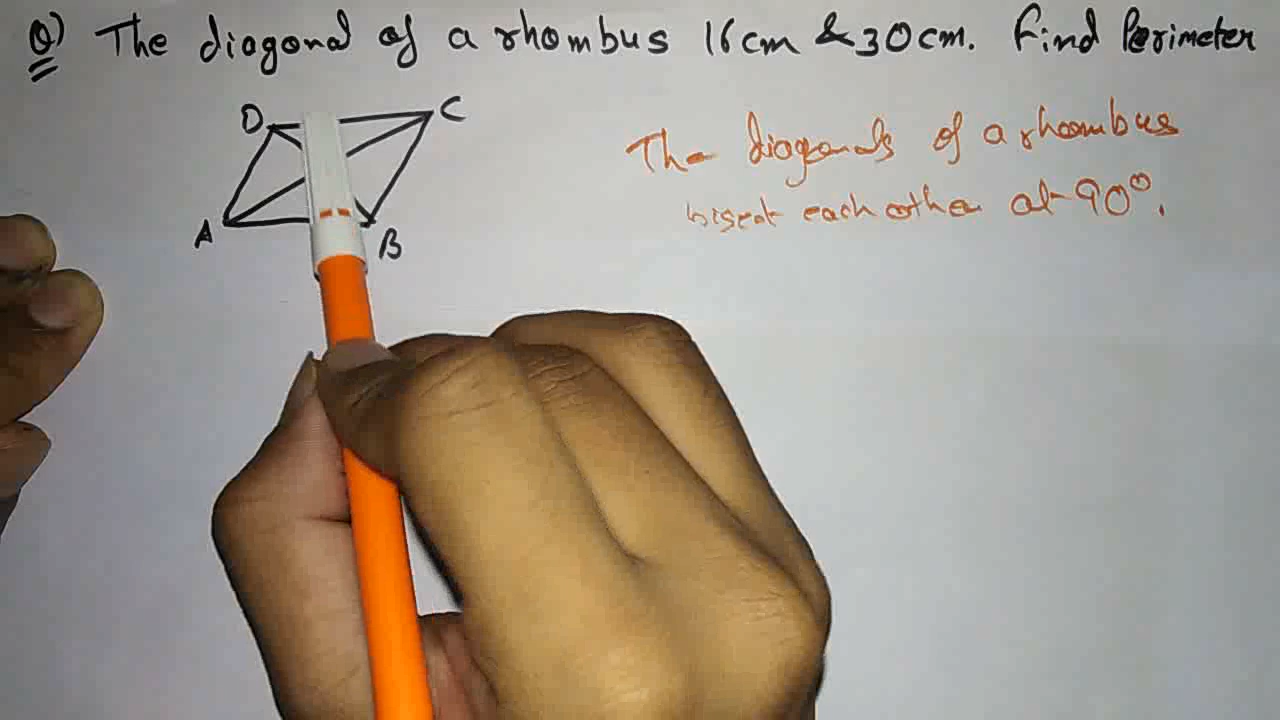 Q) The diagonal of a rhombus 16cm & 30cm. Find Perimeter
D
C
A
B
The diagonals of a rhombus
bisect each other at 90°.